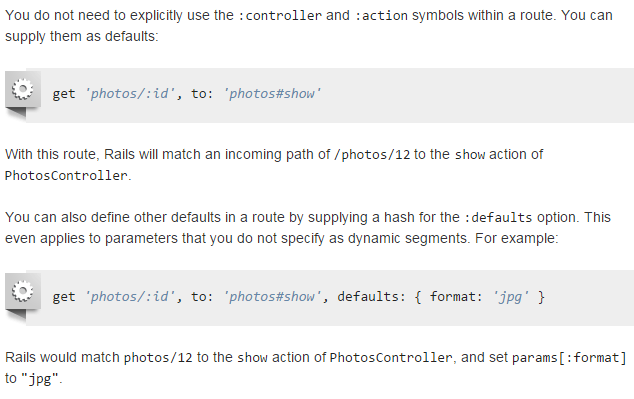 You do not need to explicitly use the :controller and :action symbols within a route. You can
supply them as defaults:
get 'photos/:id', to: 'photos#show'
With this route, Rails will match an incoming path of /photos/12 to the show action of
PhotosController.
You can also define other defaults in a route by supplying a hash for the :defaults option. This
even applies to parameters that you do not specify as dynamic segments. For example:
get 'photos/:id', to: 'photos#show', defaults: { format: 'jpg' }
Rails would match photos/12 to the show action of PhotosController, and set params[:format]
to "jpg".